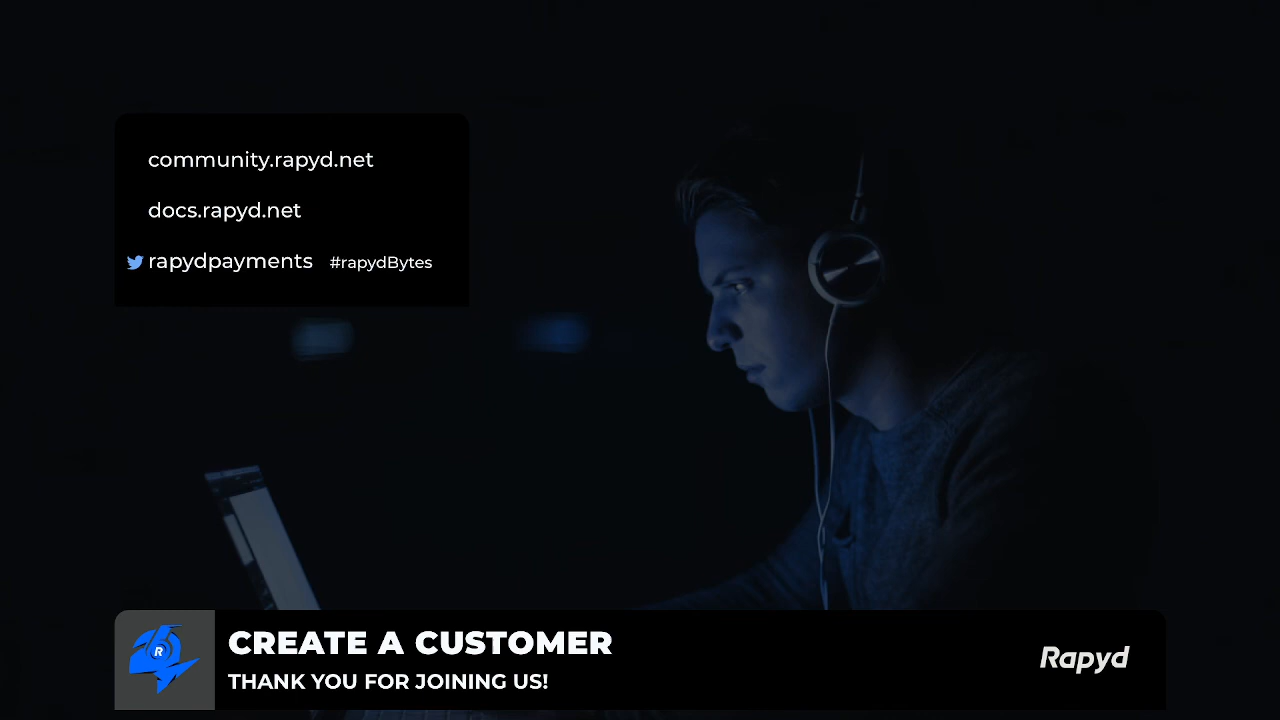 community.rapyd.net
docs.rapyd.net
rapydpayments #rapydBytes
R
CREATE A CUSTOMER
THANK YOU FOR JOINING US!
Rapyd